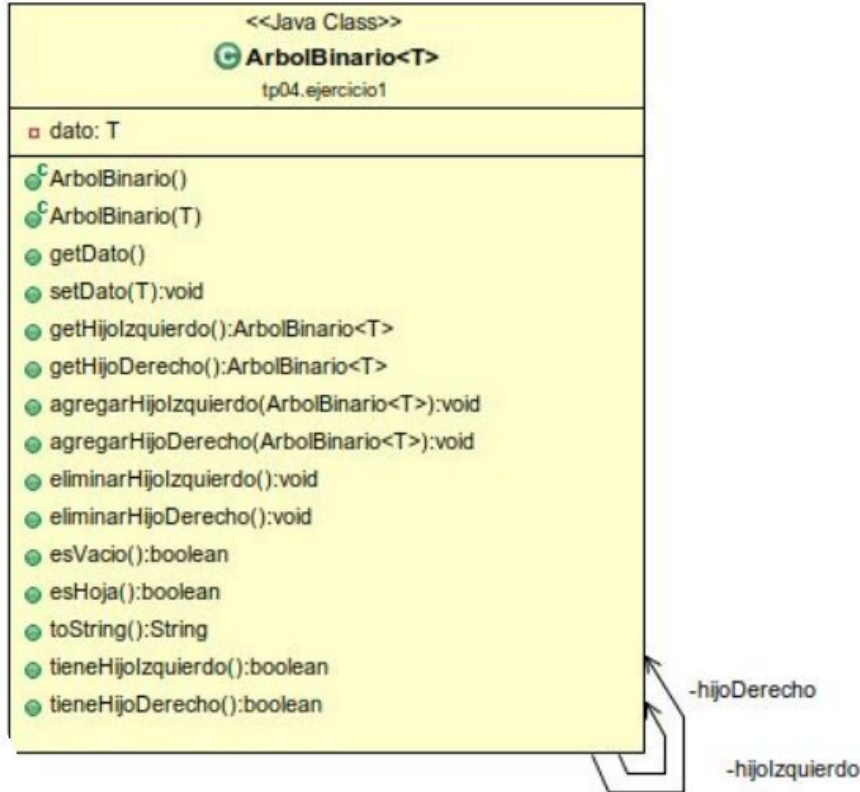 <<Java Class>>
ArbolBinario<T>
tp04.ejercicio1
dato: T
ArbolBinario()
ArbolBinario(T)
getDato()
setDato(T):void
getHijoIzquierdo():ArbolBinario<T>
getHijoDerecho():ArbolBinario<T>
agregarHijoIzquierdo(ArbolBinario<T>):void
agregarHijoDerecho(ArbolBinario<T>):void
eliminarHijoIzquierdo():void
eliminarHijoDerecho():void
esVacio():boolean
esHoja():boolean
toString():String
tieneHijoIzquierdo():boolean
tieneHijoDerecho():boolean
-hijoDerecho
-hijoIzquierdo